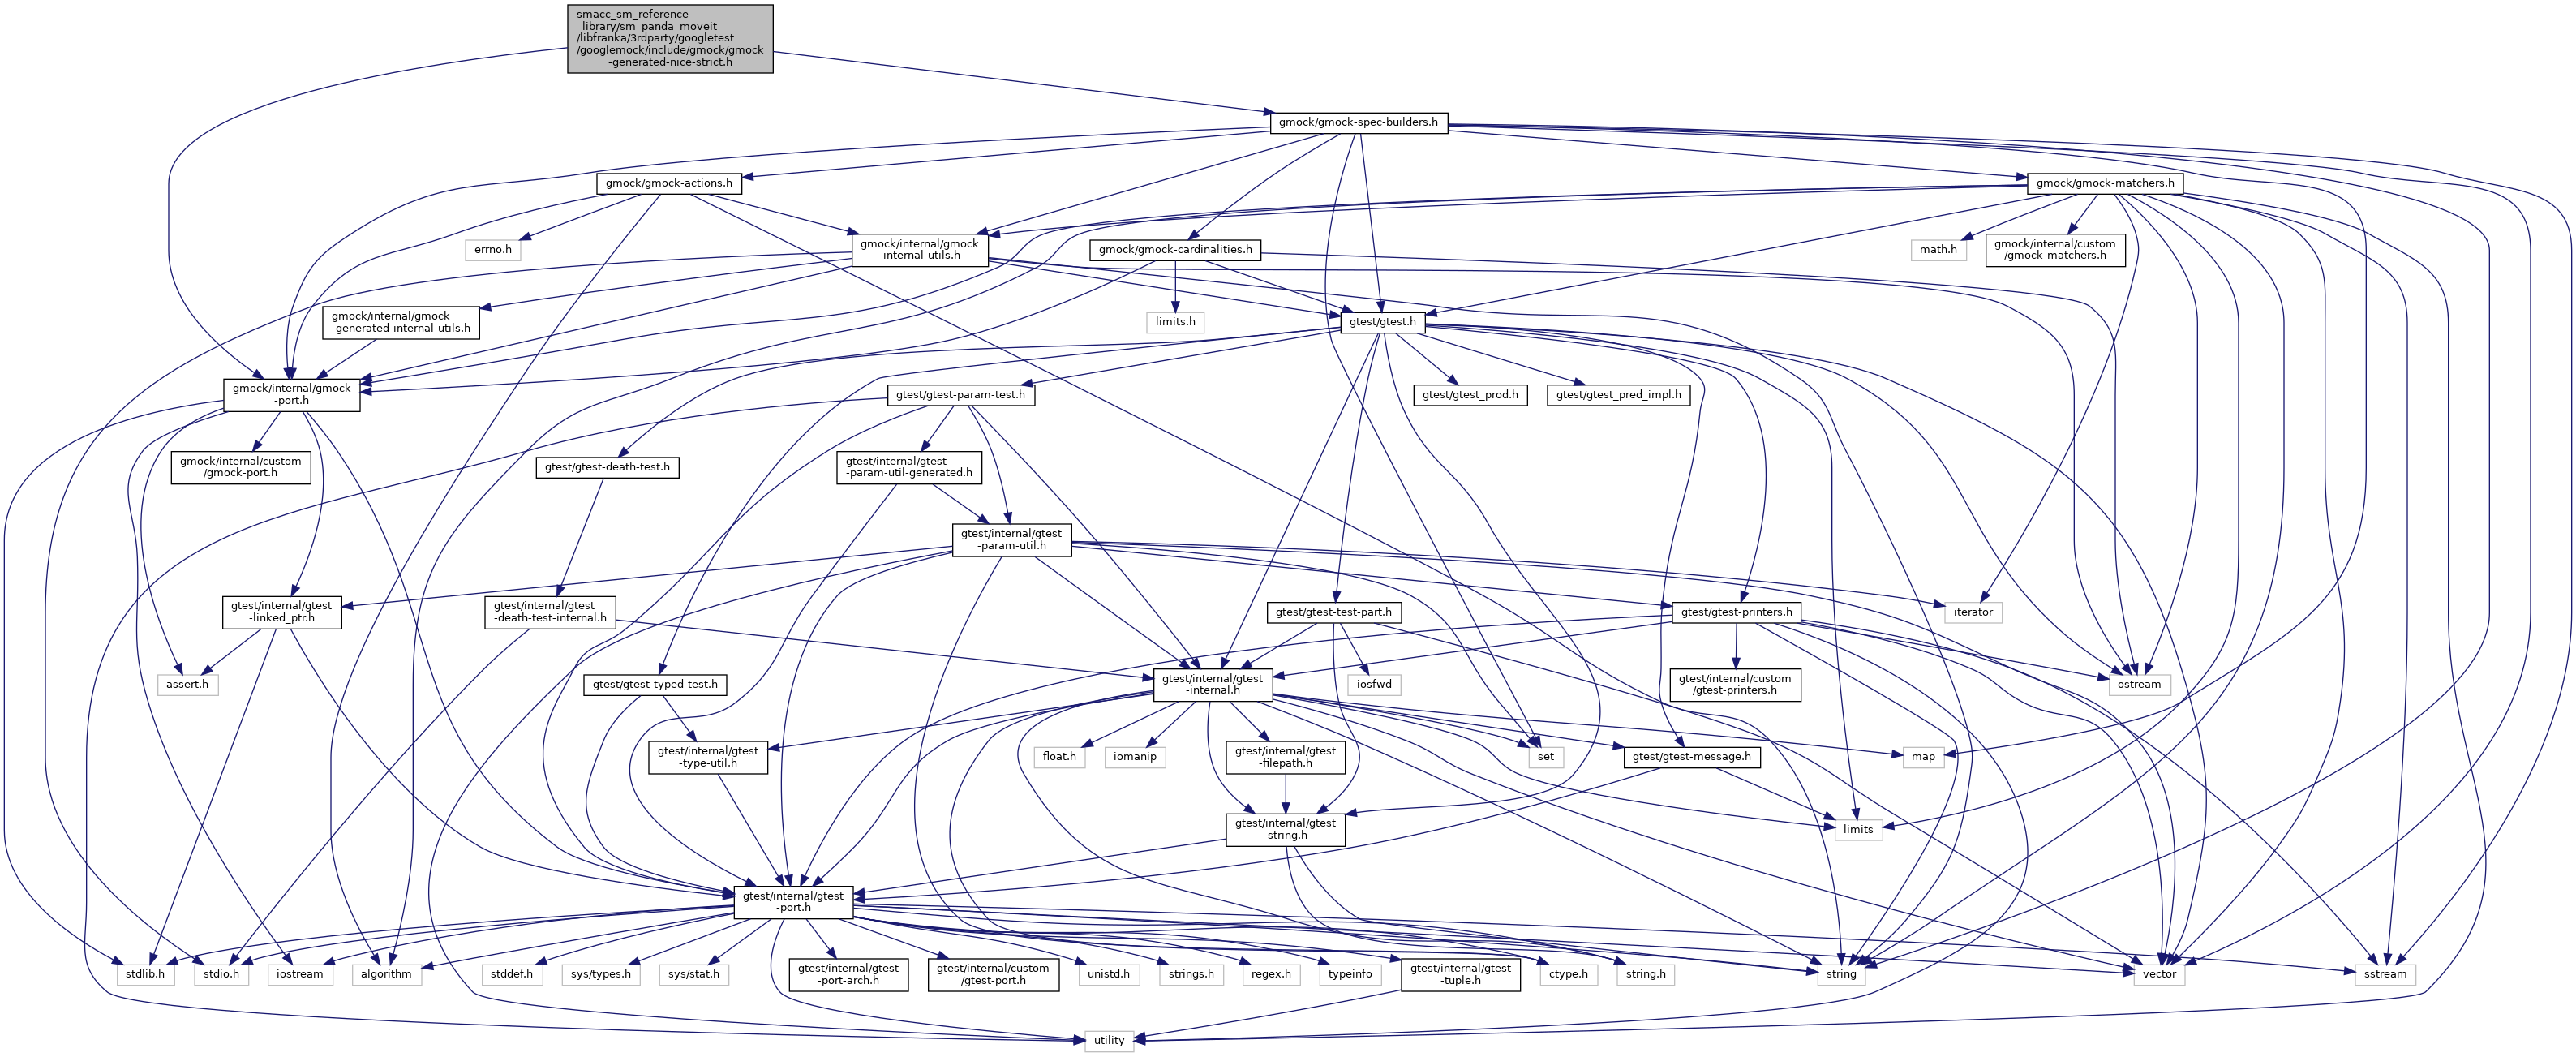 smacc_sm_reference
_library/sm_panda_moveit
/libfranka/3rdparty/googletest
/googlemock/include/gmock/gmock
-generated-nice-strict.h
gmock/gmock-spec-builders.h
gmock/gmock-actions.h
gmock/gmock-matchers.h
errno.h
gmock/internal/gmock
-internal-utils.h
gmock/gmock-cardinalities.h
math.h
gmock/internal/custom
/gmock-matchers.h
gmock/internal/gmock
-generated-internal-utils.h
limits.h
gtest/gtest.h
gmock/internal/gmock
-port.h
gtest/gtest-param-test.h
gtest/gtest_prod.h
gtest/gtest_pred_impl.h
gmock/internal/custom
/gmock-port.h
gtest/gtest-death-test.h
gtest/internal/gtest
-param-util-generated.h
gtest/internal/gtest
-param-util.h
gtest/internal/gtest
-linked_ptr.h
gtest/internal/gtest
-death-test-internal.h
gtest/gtest-test-part.h
gtest/gtest-printers.h
iterator
assert.h
gtest/gtest-typed-test.h
gtest/internal/gtest
-internal.h
iosfwd
gtest/internal/custom
/gtest-printers.h
ostream
gtest/internal/gtest
-type-util.h
float.h
iomanip
gtest/internal/gtest
-filepath.h
set
gtest/gtest-message.h
map
gtest/internal/gtest
-string.h
limits
gtest/internal/gtest
-port.h
stdlib.h
stdio.h
iostream
algorithm
stddef.h
sys/types.h
sys/stat.h
gtest/internal/gtest
-port-arch.h
gtest/internal/custom
/gtest-port.h
unistd.h
strings.h
regex.h
typeinfo
gtest/internal/gtest
-tuple.h
ctype.h
string.h
string
vector
sstream
utility